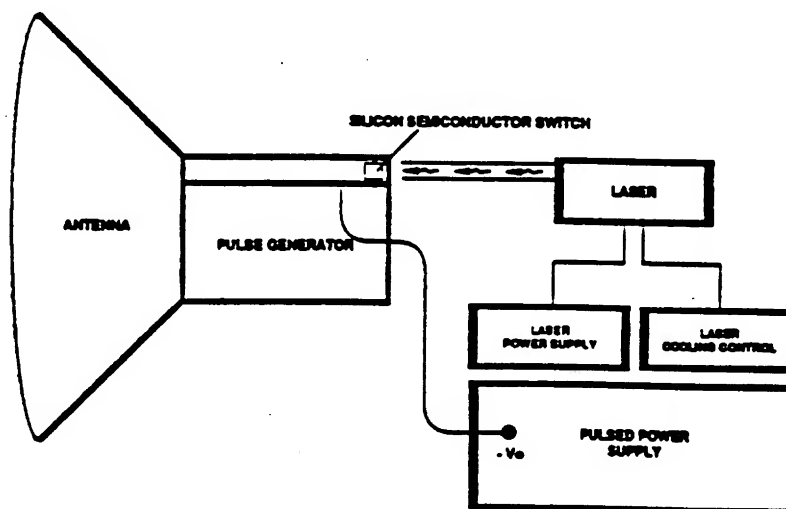 SILICON SEMICONDUCTOR SWITCH
LASER
ANTENNA
PULSE GENERATOR
LASER
POWER SUPPLY
LASER
COOLING CONTROL
PULSED POWER
SUPPLY
- Vo